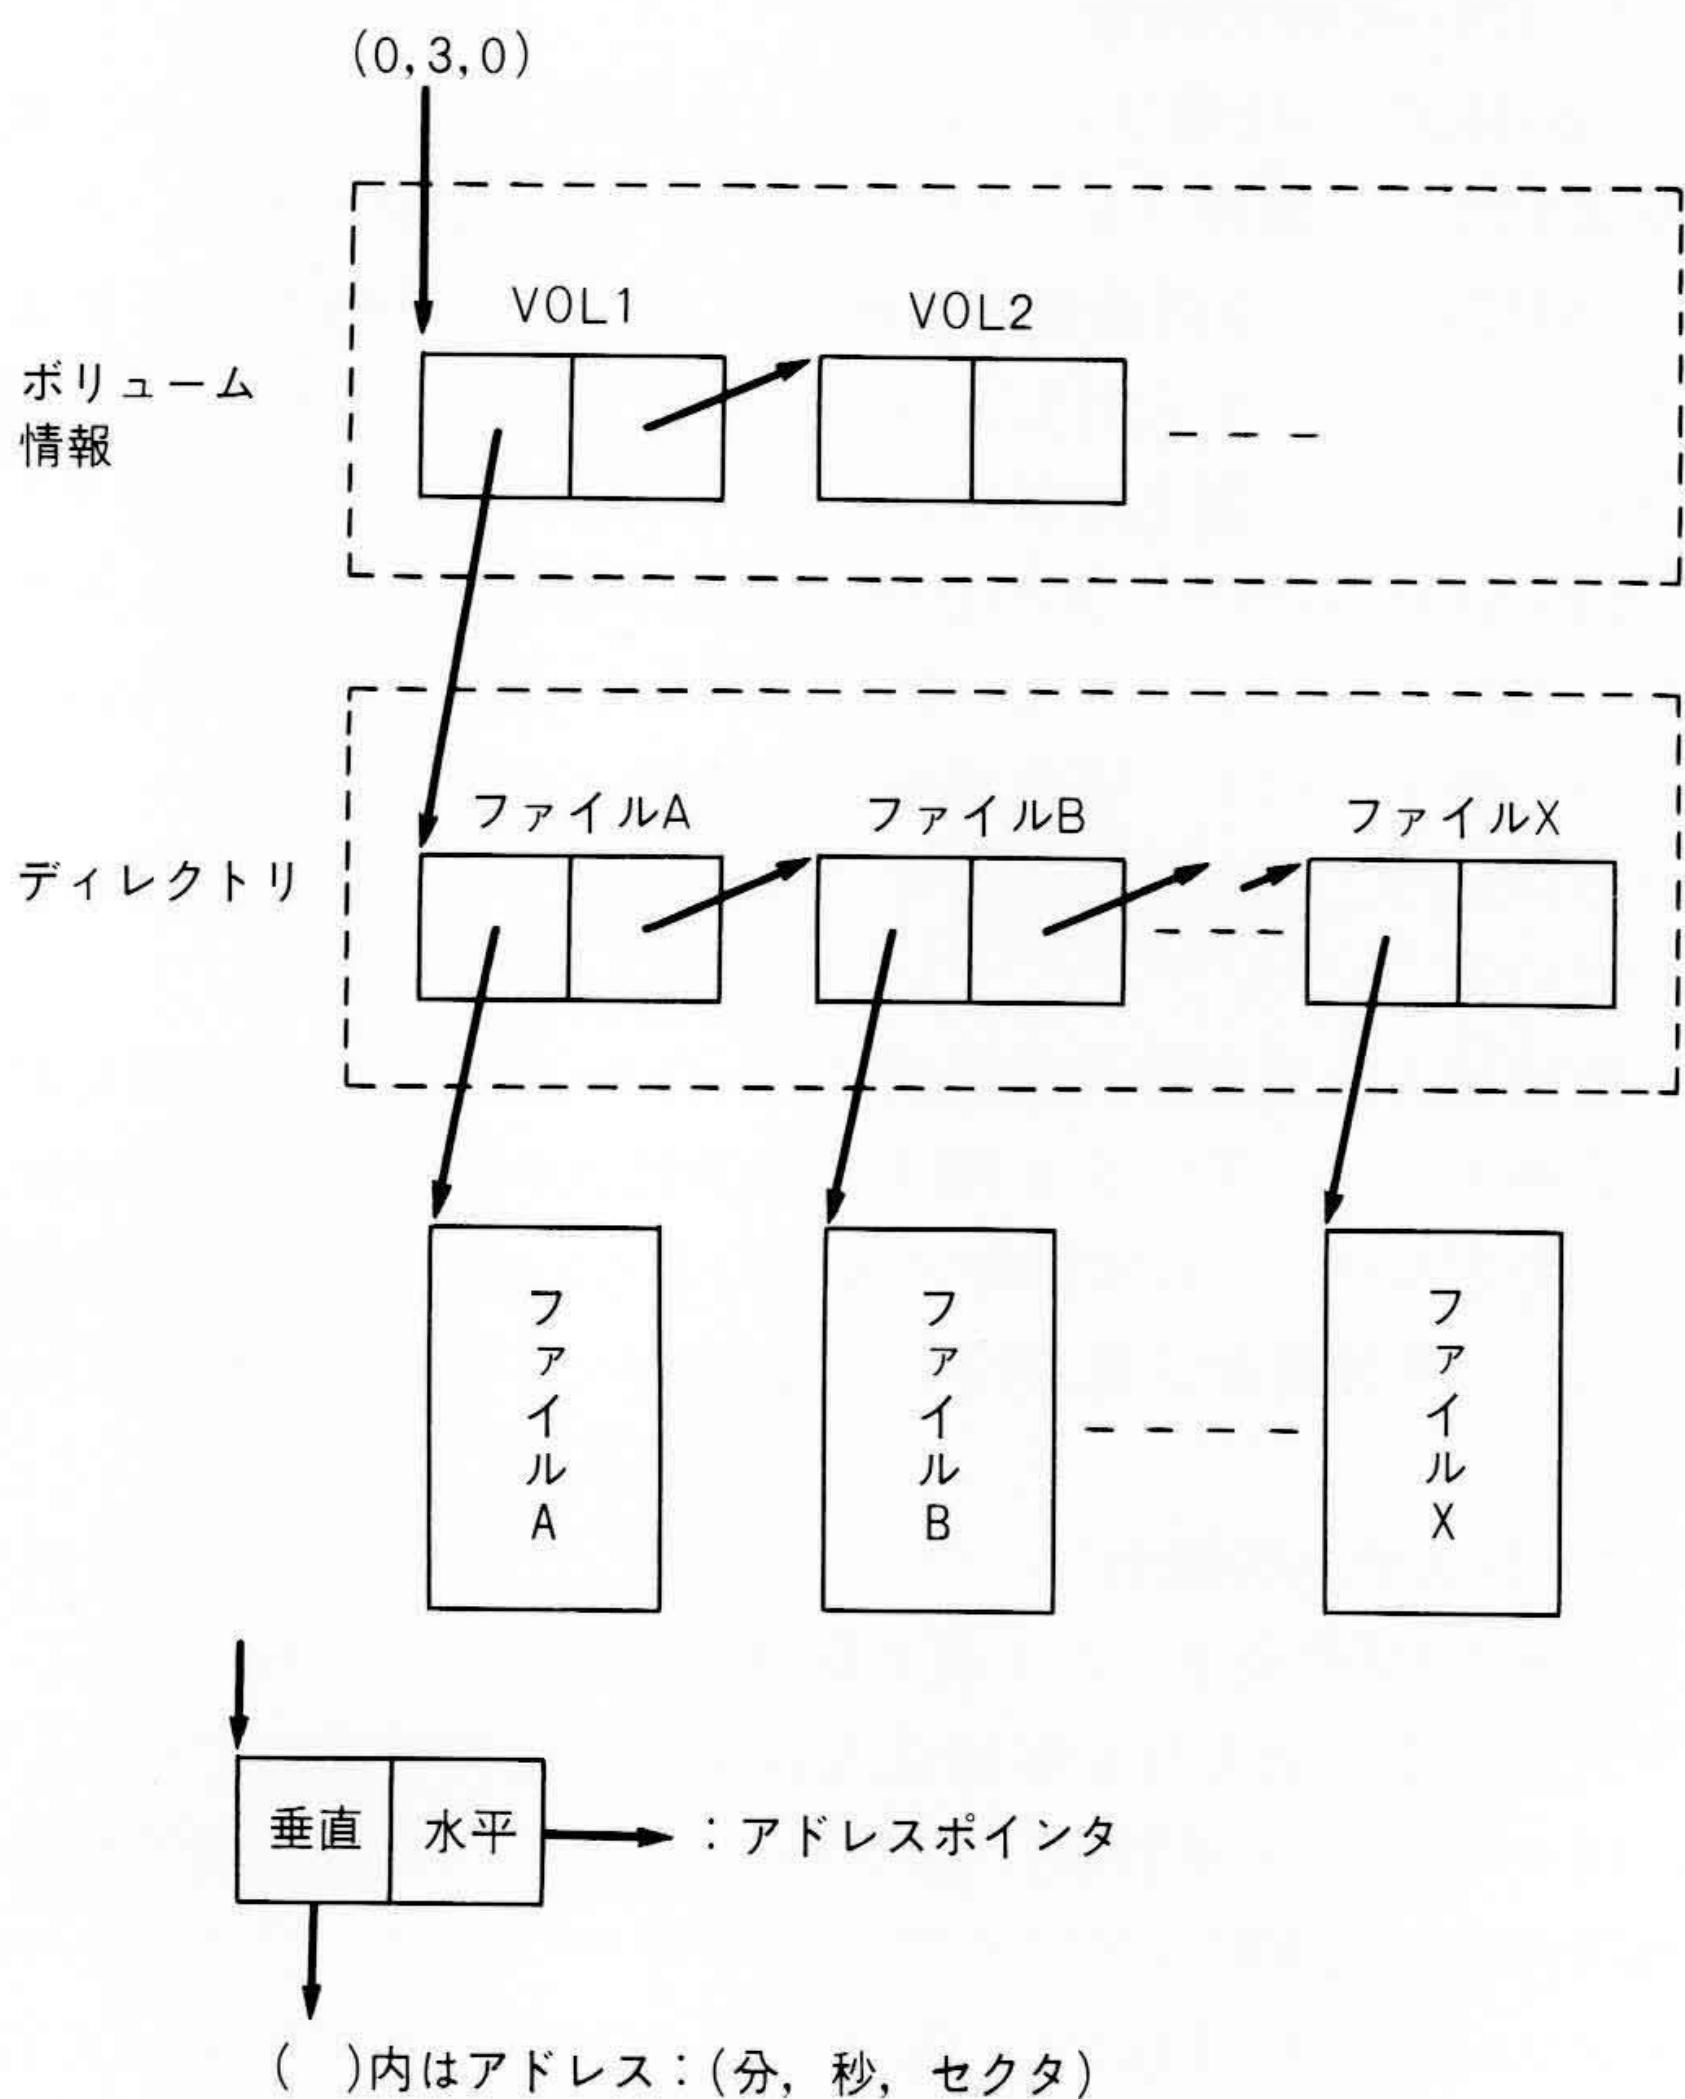 (0,3,0)
VOL1
VOL2
ボリューム
情報
ファイルA
ファイルB
ファイルX
ディレクトリ
ファイルA
ファイルB
ファイルX
垂直
水平
：アドレスポインタ
(　)内はアドレス：(分, 秒, セクタ)